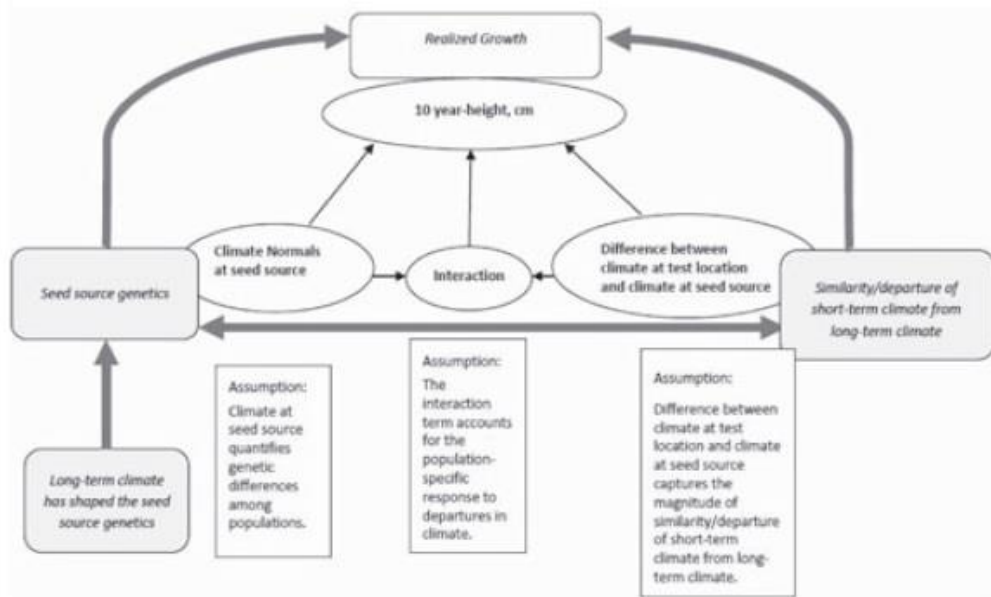 Realized Growth
10 year-height, cm
Climate Normals
at seed source
Interaction
Difference between
climate at test location
and climate at seed source
Seed source genetics
Similarity/departure of
short-term climate from
long-term climate
Long-term climate
has shaped the seed
source genetics
Assumption:
Climate at
seed source
quantifies
genetic
differences
among
populations.
Assumption:
The
interaction
term accounts
for the
population-
specific
response to
departures in
climate.
Assumption:
Difference between
climate at test
location and climate
at seed source
captures the
magnitude of
similarity/departure
of short-term
climate from long-
term climate.